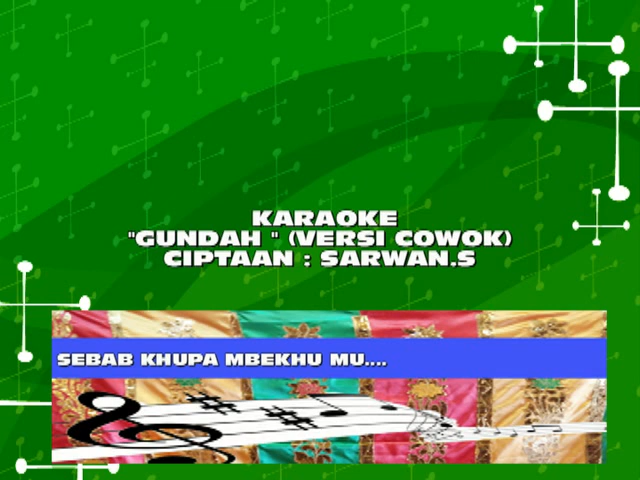 KARAOKE
"GUNDAH " (VERSI COWOK)
CIPTAAN : SARWAN.S
SEBAB KHUPA MBEKHU MU....